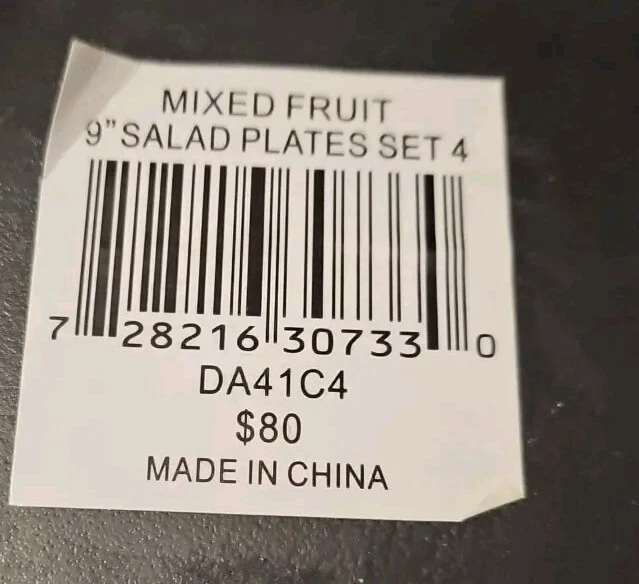 MIXED FRUIT
9” SALAD PLATES SET 4
7 28216 30733 0
DA41C4
$80
MADE IN CHINA